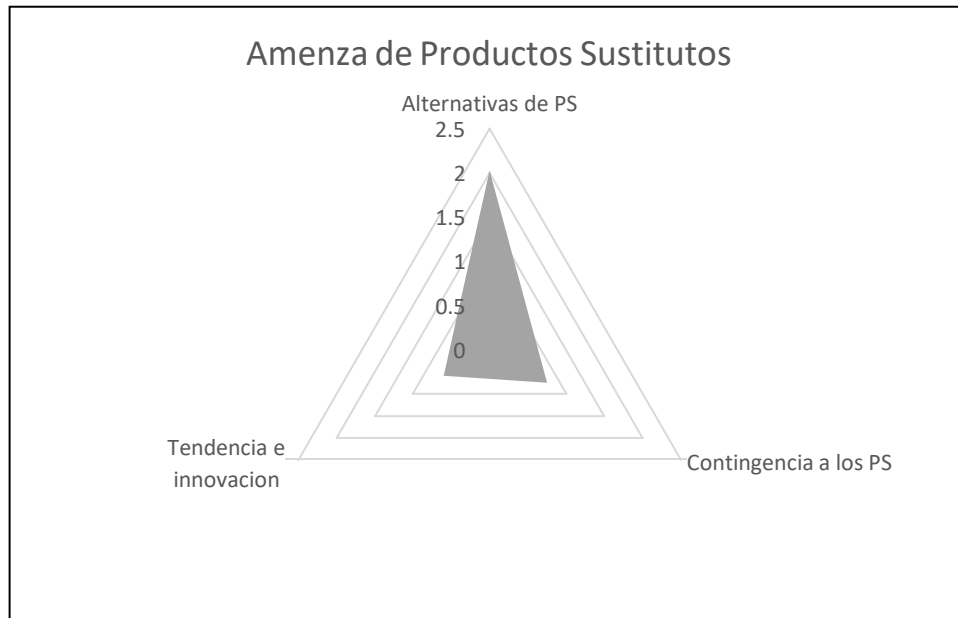 Amenza de Productos Sustitutos
Alternativas de PS
2.5
2
1.5
1
0.5
0
Tendencia e
innovacion
Contingencia a los PS